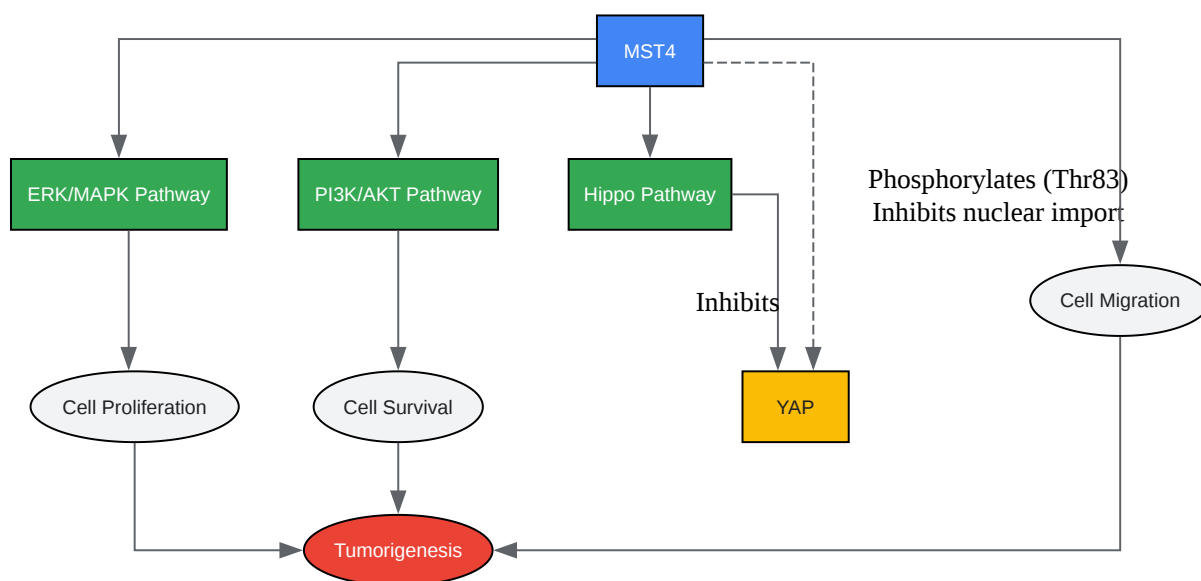 MST4
ERK/MAPK Pathway
PI3K/AKT Pathway
Hippo Pathway
Phosphorylates (Thr83)
Inhibits nuclear import
Inhibits
Cell Migration
Cell Proliferation
Cell Survival
YAP
Tumorigenesis